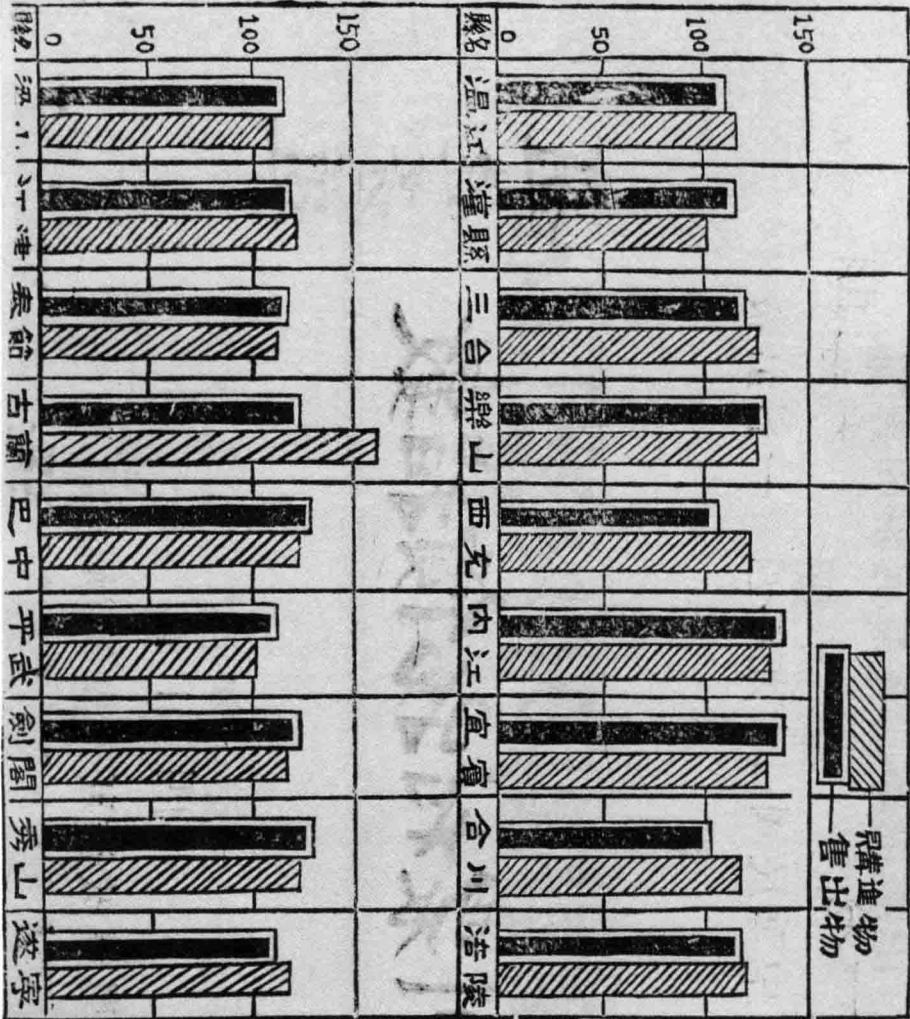 縣名
0
50
100
150
縣名
0
50
100
150
溫江
灌縣
三台
樂山
西充
內江
宜賓
合川
涪陵
江津
奉節
古藺
巴中
平武
劍閣
秀山
遂寧
購進物
售出物